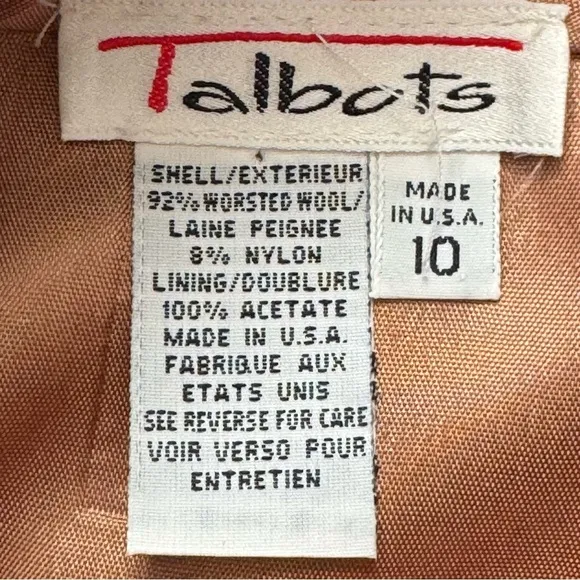 Talbots
SHELL/EXTERIEUR
92% WORSTED WOOL/
LAINE PEIGNEE
8% NYLON
LINING/DOUBLURE
100% ACETATE
MADE IN U.S.A.
FABRIQUE AUX
ETATS UNIS
SEE REVERSE FOR CARE
VOIR VERSO POUR
ENTRETIEN
MADE
IN U.S.A.
10